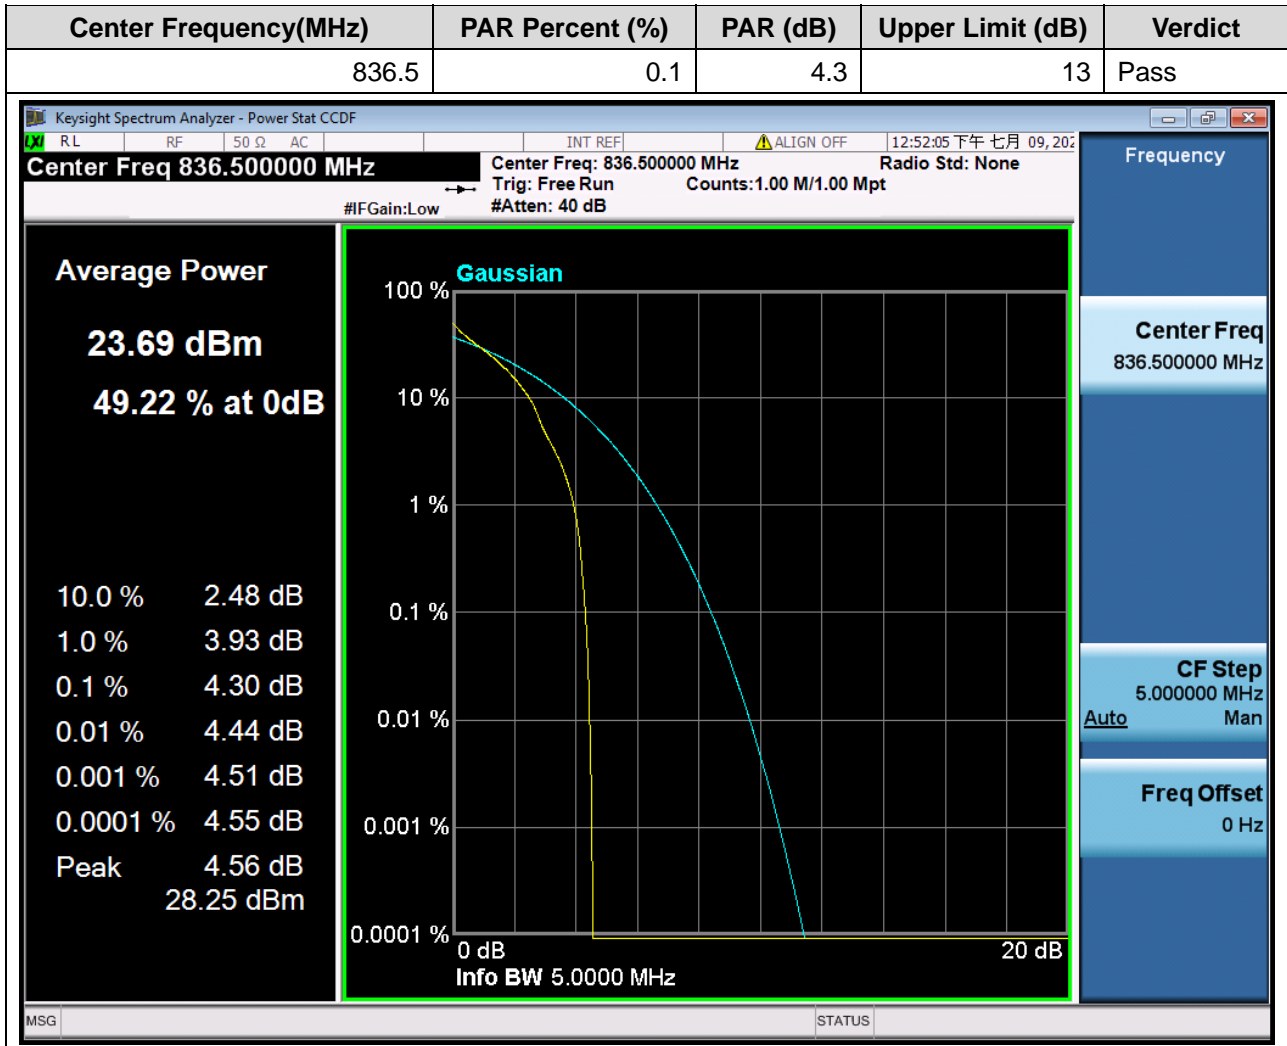 Center Frequency(MHz) PAR Percent (%) PAR (dB) Upper Limit (dB) Verdict
836.5 0.1 4.3 13 Pass
Keysight Spectrum Analyzer - Power Stat CCDF
LXI RL RF 50 Ω AC INT REF ALIGN OFF 12:52:05 下午 七月 09, 202
Center Freq 836.500000 MHz
Center Freq: 836.500000 MHz Radio Std: None
Trig: Free Run Counts:1.00 M/1.00 Mpt
#IFGain:Low #Atten: 40 dB
Average Power
23.69 dBm
49.22 % at 0dB
10.0 % 2.48 dB
1.0 % 3.93 dB
0.1 % 4.30 dB
0.01 % 4.44 dB
0.001 % 4.51 dB
0.0001 % 4.55 dB
Peak 4.56 dB
28.25 dBm
Gaussian
100 %
10 %
1 %
0.1 %
0.01 %
0.001 %
0.0001 %
0 dB 20 dB
Info BW 5.0000 MHz
Frequency
Center Freq
836.500000 MHz
CF Step
5.000000 MHz
Auto Man
Freq Offset
0 Hz
MSG STATUS